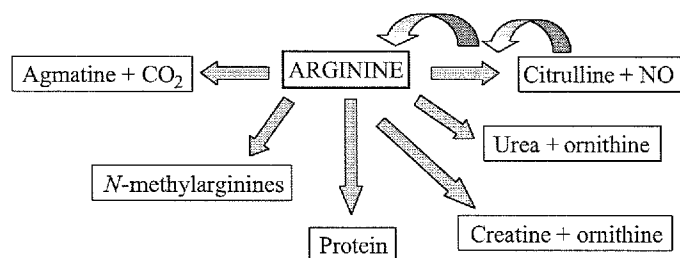 ARGININE
Agmatine + CO₂
Citrulline + NO
Urea + ornithine
N-methylarginines
Creatine + ornithine
Protein